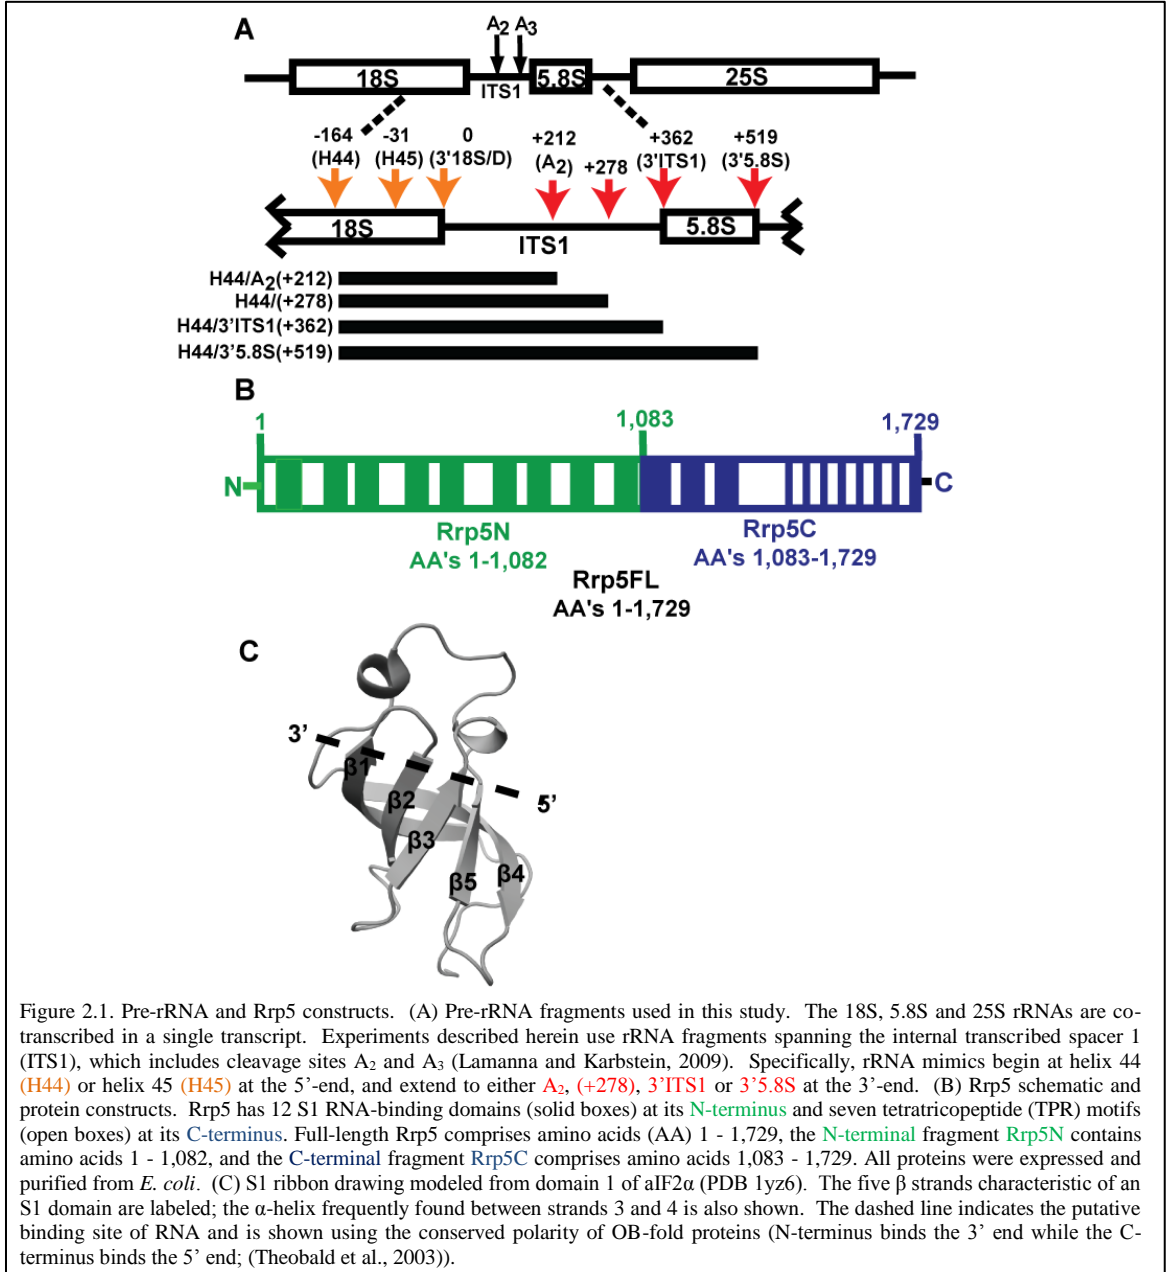 A
A2 A3
18S ITS1 5.8S 25S
-164 -31 0 +212 +278 +362 +519
(H44) (H45) (3'18S/D) (A2) (3'ITS1) (3'5.8S)
18S ITS1 5.8S
H44/A2(+212)
H44/(+278)
H44/3'ITS1(+362)
H44/3'5.8S(+519)
B
1 1,083 1,729
N C
Rrp5N Rrp5C
AA's 1-1,082 AA's 1,083-1,729
Rrp5FL
AA's 1-1,729
C
3’
β1
5’
β2
β3
β5 β4
Figure 2.1. Pre-rRNA and Rrp5 constructs. (A) Pre-rRNA fragments used in this study. The 18S, 5.8S and 25S rRNAs are co-
transcribed in a single transcript. Experiments described herein use rRNA fragments spanning the internal transcribed spacer 1
(ITS1), which includes cleavage sites A2 and A3 (Lamanna and Karbstein, 2009). Specifically, rRNA mimics begin at helix 44
(H44) or helix 45 (H45) at the 5’-end, and extend to either A2, (+278), 3’ITS1 or 3’5.8S at the 3’-end. (B) Rrp5 schematic and
protein constructs. Rrp5 has 12 S1 RNA-binding domains (solid boxes) at its N-terminus and seven tetratricopeptide (TPR) motifs
(open boxes) at its C-terminus. Full-length Rrp5 comprises amino acids (AA) 1 - 1,729, the N-terminal fragment Rrp5N contains
amino acids 1 - 1,082, and the C-terminal fragment Rrp5C comprises amino acids 1,083 - 1,729. All proteins were expressed and
purified from E. coli. (C) S1 ribbon drawing modeled from domain 1 of aIF2α (PDB 1yz6). The five β strands characteristic of an
S1 domain are labeled; the α-helix frequently found between strands 3 and 4 is also shown. The dashed line indicates the putative
binding site of RNA and is shown using the conserved polarity of OB-fold proteins (N-terminus binds the 3’ end while the C-
terminus binds the 5’ end; (Theobald et al., 2003)).